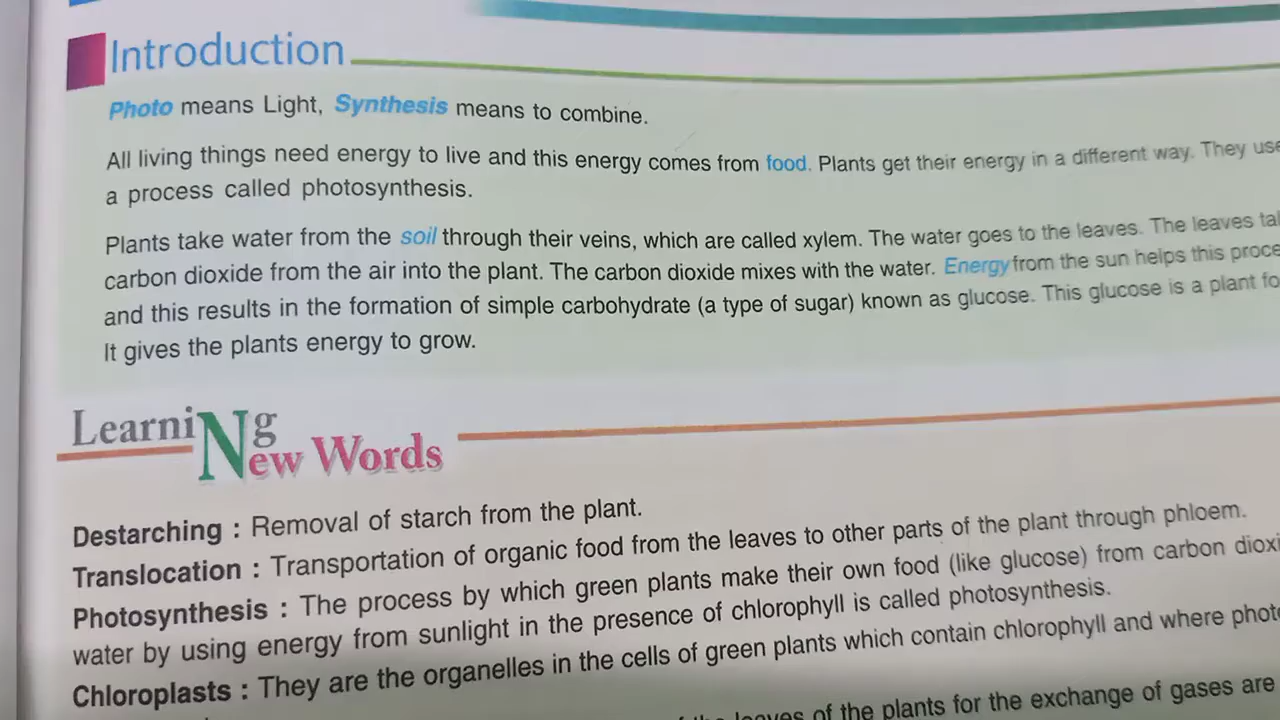 Introduction
Photo means Light, Synthesis means to combine.
All living things need energy to live and this energy comes from food. Plants get their energy in a different way. They use
a process called photosynthesis.
Plants take water from the soil through their veins, which are called xylem. The water goes to the leaves. The leaves
carbon dioxide from the air into the plant. The carbon dioxide mixes with the water. Energy from the sun helps this
and this results in the formation of simple carbohydrate (a type of sugar) known as glucose. This glucose is a plant
It gives the plants energy to grow.
Learning
New Words
Destarching : Removal of starch from the plant.
Translocation : Transportation of organic food from the leaves to other parts of the plant through phloem.
Photosynthesis : The process by which green plants make their own food (like glucose) from carbon
water by using energy from sunlight in the presence of chlorophyll is called photosynthesis.
Chloroplasts : They are the organelles in the cells of green plants which contain chlorophyll and where
leaves of the plants for the exchange of gases are